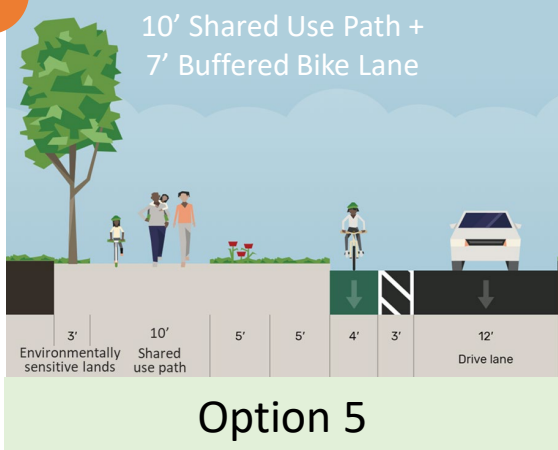 10’ Shared Use Path +
7’ Buffered Bike Lane
3’ 10’ 5’ 5’ 4’ 3’ 12’
Environmentally
sensitive lands
Shared
use path
Drive lane
Option 5